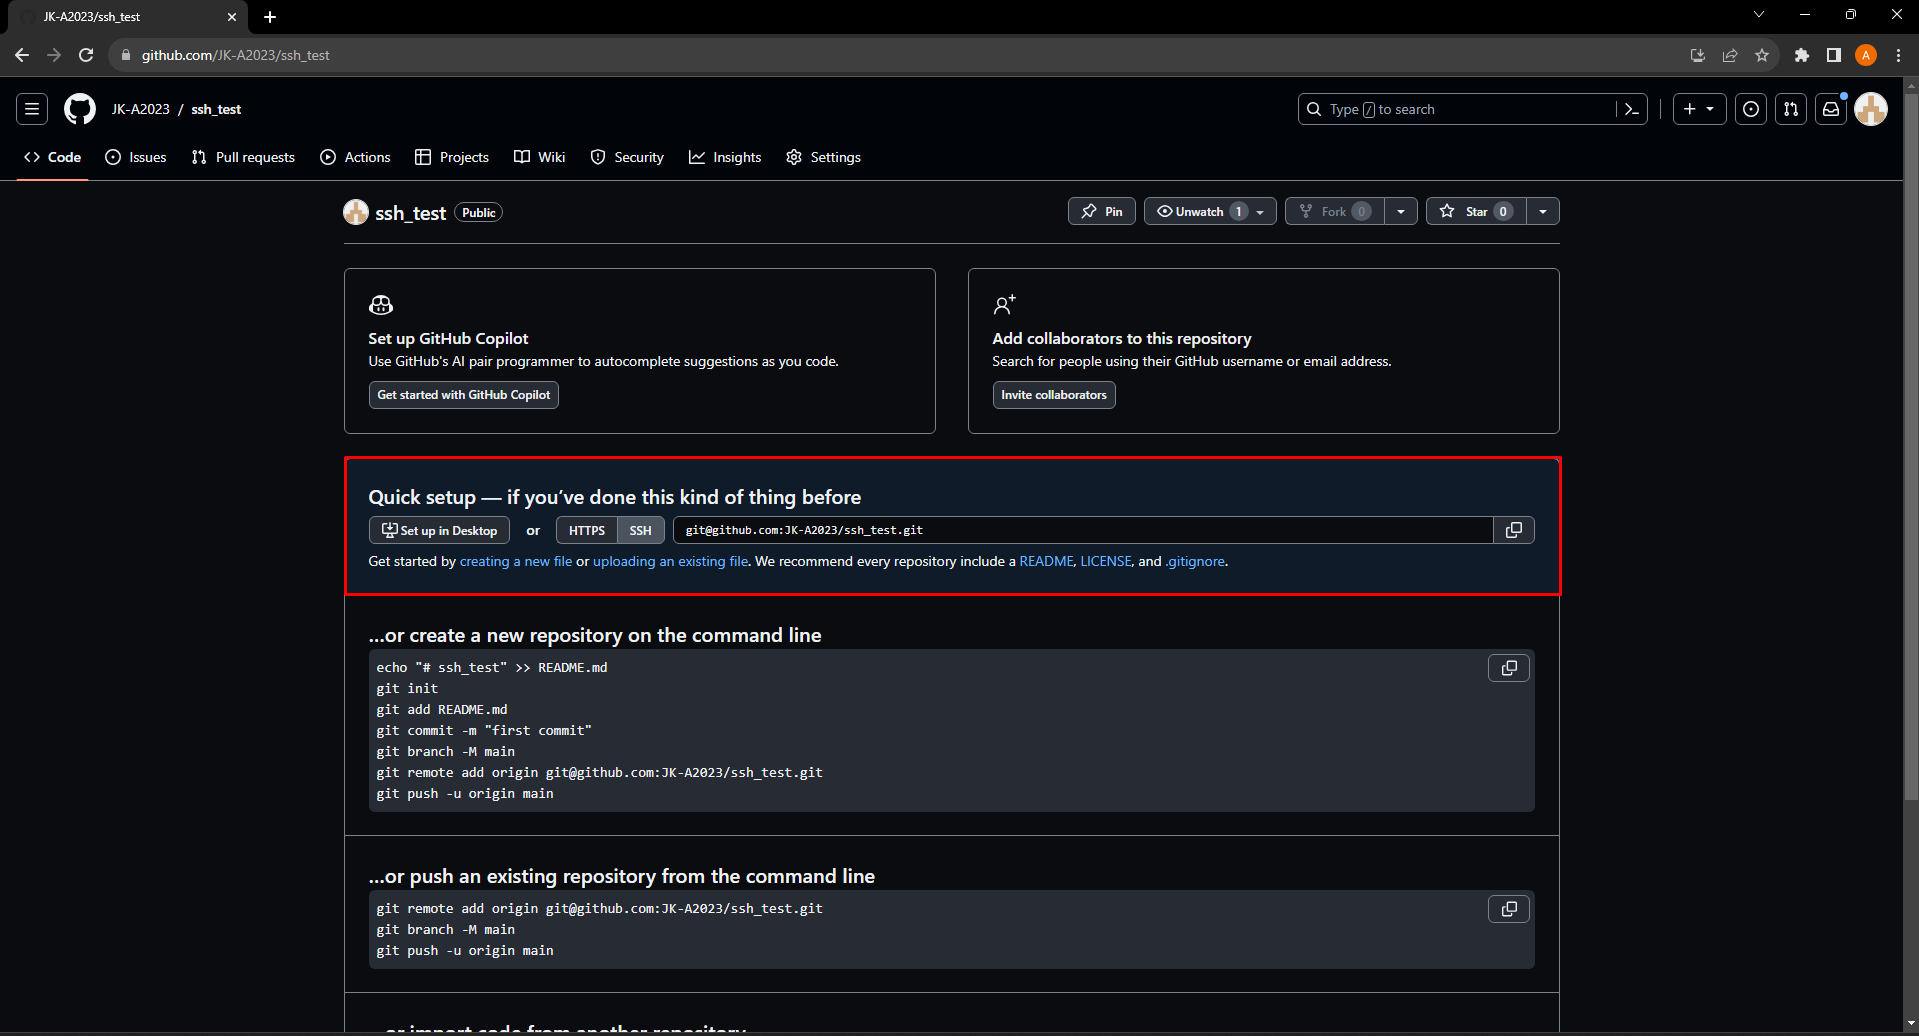 JK-A2023/ssh_test
github.com/JK-A2023/ssh_test
A
JK-A2023 / ssh_test
Type / to search
Code Issues Pull requests Actions Projects Wiki Security Insights Settings
ssh_test Public
Pin Unwatch 1 Fork 0 Star 0
Set up GitHub Copilot
Use GitHub's AI pair programmer to autocomplete suggestions as you code.
Get started with GitHub Copilot
Add collaborators to this repository
Search for people using their GitHub username or email address.
Invite collaborators
Quick setup — if you've done this kind of thing before
Set up in Desktop or HTTPS SSH git@github.com:JK-A2023/ssh_test.git
Get started by creating a new file or uploading an existing file. We recommend every repository include a README, LICENSE, and .gitignore.
…or create a new repository on the command line
echo "# ssh_test" >> README.md
git init
git add README.md
git commit -m "first commit"
git branch -M main
git remote add origin git@github.com:JK-A2023/ssh_test.git
git push -u origin main
…or push an existing repository from the command line
git remote add origin git@github.com:JK-A2023/ssh_test.git
git branch -M main
git push -u origin main
…or import code from another repository